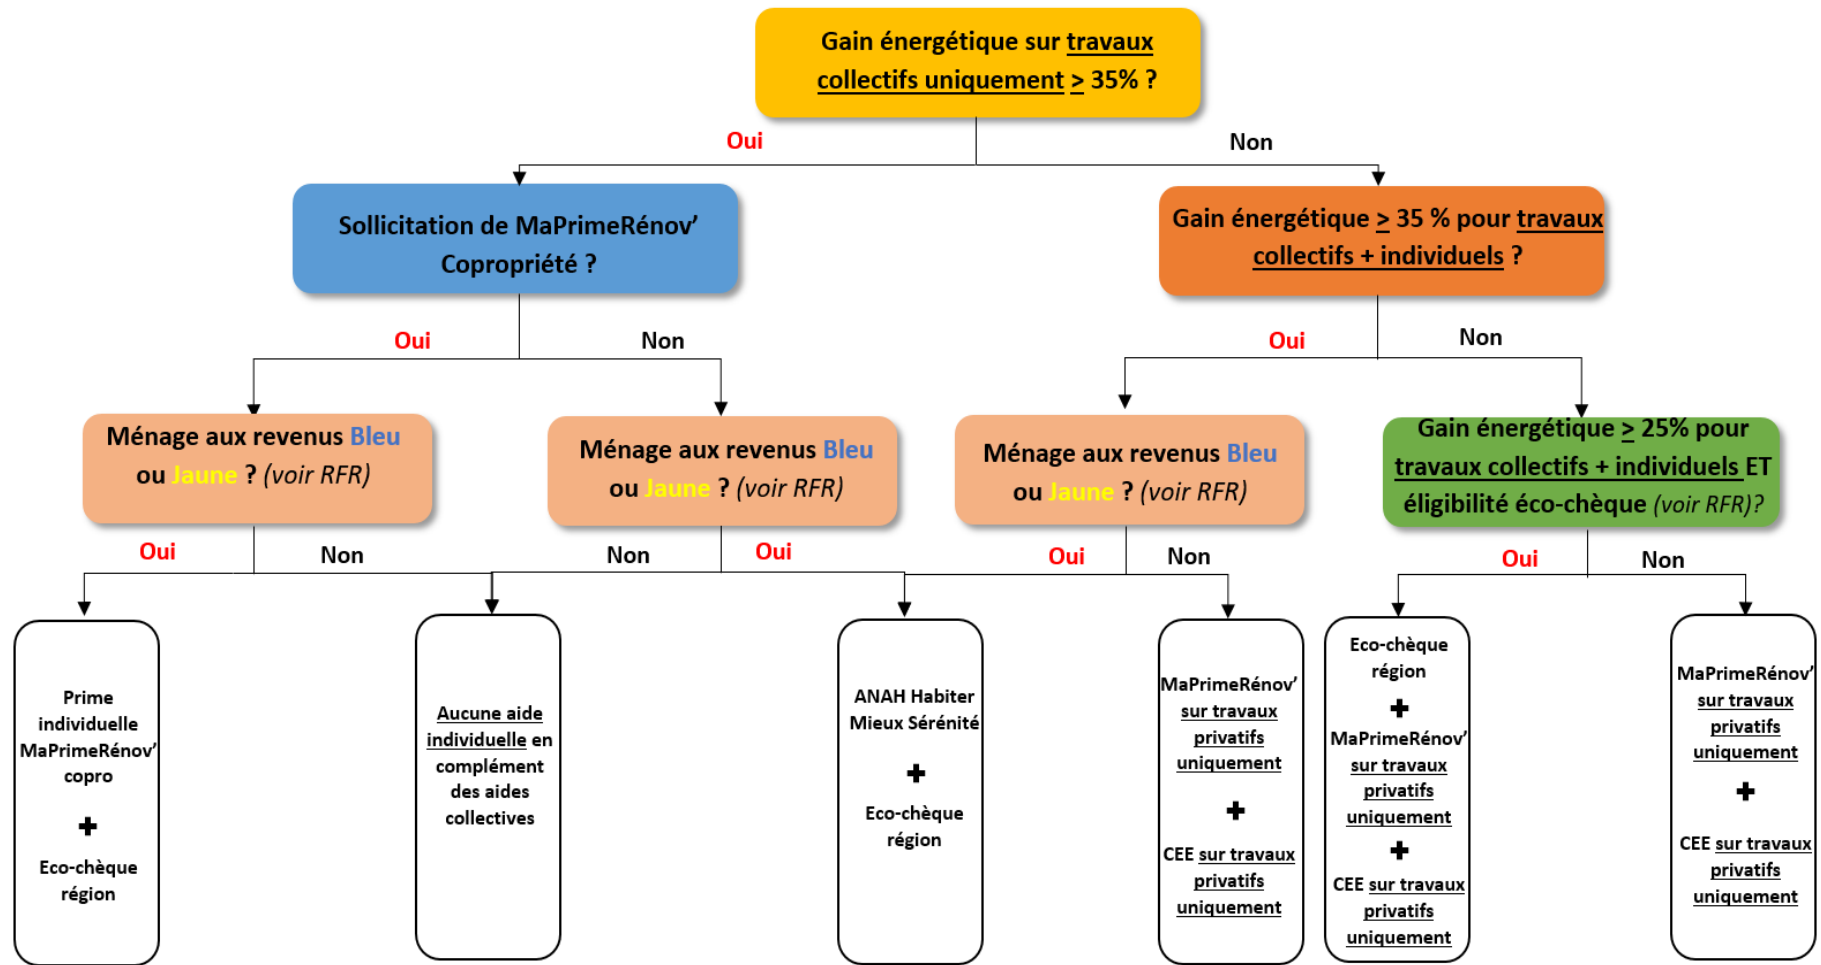 Gain énergétique sur travaux
collectifs uniquement ≥ 35% ?
Oui
Non
Sollicitation de MaPrimeRénov’
Copropriété ?
Gain énergétique ≥ 35 % pour travaux
collectifs + individuels ?
Oui
Non
Oui
Non
Ménage aux revenus Bleu
ou Jaune ? (voir RFR)
Ménage aux revenus Bleu
ou Jaune ? (voir RFR)
Ménage aux revenus Bleu
ou Jaune ? (voir RFR)
Gain énergétique ≥ 25% pour
travaux collectifs + individuels ET
éligibilité éco-chèque (voir RFR)?
Oui
Non
Non
Oui
Oui
Non
Oui
Non
Prime
individuelle
MaPrimeRénov’
copro
+
Eco-chèque
région
Aucune aide
individuelle en
complément
des aides
collectives
ANAH Habiter
Mieux Sérénité
+
Eco-chèque
région
MaPrimeRénov’
sur travaux
privatifs
uniquement
+
CEE sur travaux
privatifs
uniquement
Eco-chèque
région
+
MaPrimeRénov’
sur travaux
privatifs
uniquement
+
CEE sur travaux
privatifs
uniquement
MaPrimeRénov’
sur travaux
privatifs
uniquement
+
CEE sur travaux
privatifs
uniquement